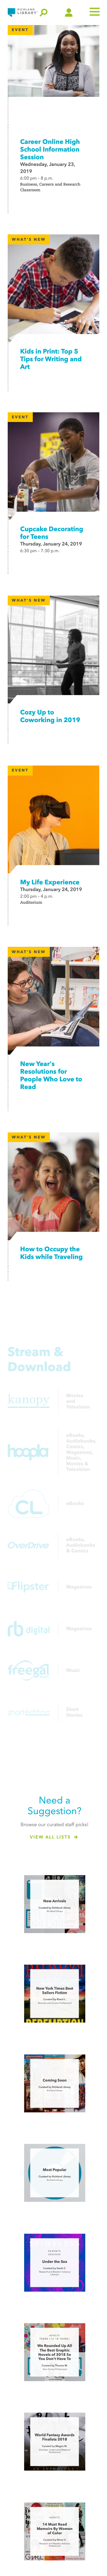 RICHLAND
LIBRARY
EVENT
Career Online High
School Information
Session
Wednesday, January 23,
2019
6:00 pm – 8 p.m.
Business, Careers and Research
Classroom
WHAT'S NEW
Kids in Print: Top 5
Tips for Writing and
Art
EVENT
Cupcake Decorating
for Teens
Thursday, January 24, 2019
6:30 pm – 7:30 p.m.
WHAT'S NEW
Cozy Up to
Coworking in 2019
EVENT
My Life Experience
Thursday, January 24, 2019
2:00 pm – 4 p.m.
Auditorium
WHAT'S NEW
New Year's
Resolutions for
People Who Love to
Read
WHAT'S NEW
How to Occupy the
Kids while Traveling
Stream &
Download
kanopy
Movies
and
Television
hoopla
eBooks,
Audiobooks,
Comics,
Magazines,
Music,
Movies &
Television
CL
eBooks
OverDrive
eBooks,
Audiobooks
& Comics
Flipster
Magazines
rb digital
Magazines
freegal
Music
Short
Stories
Need a
Suggestion?
Browse our curated staff picks!
VIEW ALL LISTS
New Arrivals
New York Times Best
Sellers Fiction
Coming Soon
Most Popular
Under the Sea
We Rounded Up All
The Best Graphic
Novels of 2018 So
You Don't Have To
World Fantasy Awards
Finalists 2018
14 Must Read
Memoirs By Women
of Color